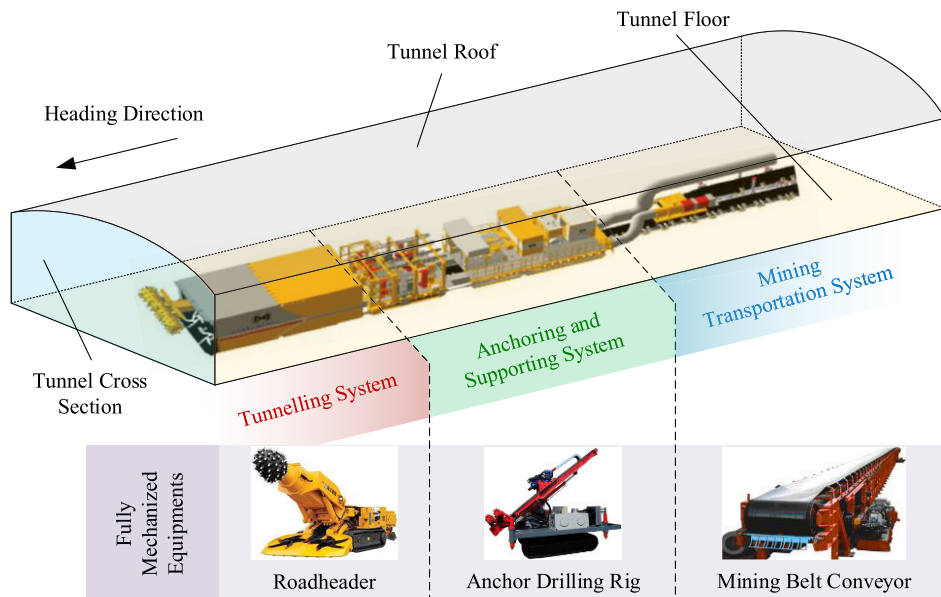 Tunnel Floor
Tunnel Roof
Heading Direction
Mining
Transportation System
Anchoring and
Supporting System
Tunnel Cross
Section
Tunnelling System
Fully
Mechanized
Equipments
Roadheader
Anchor Drilling Rig
Mining Belt Conveyor